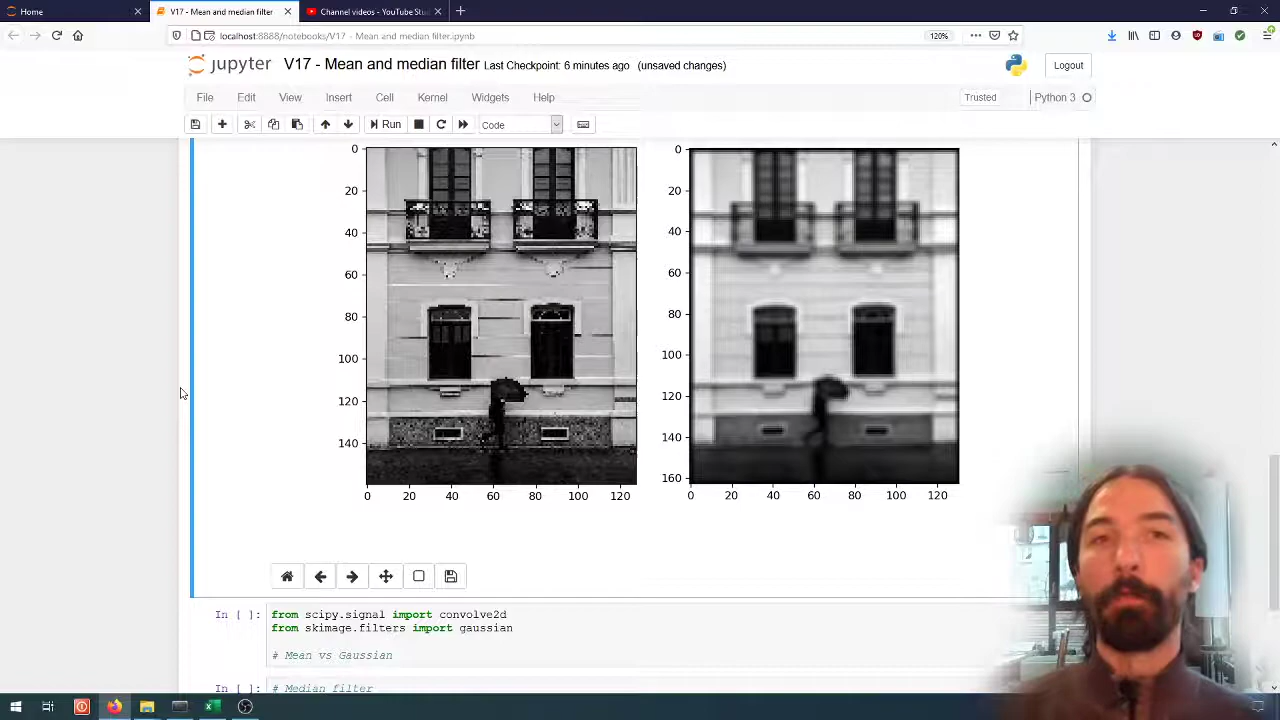 Home
V17 - Mean and median filter
Channel videos - YouTube Stud
localhost:8888/notebooks/V17 - Mean and median filter.ipynb
120%
jupyter V17 - Mean and median filter Last Checkpoint: 6 minutes ago (unsaved changes)
Logout
File Edit View Insert Cell Kernel Widgets Help
Trusted
Python 3
Run
Code
0
20
40
60
80
100
120
140
0 20 40 60 80 100 120
0
20
40
60
80
100
120
140
160
0 20 40 60 80 100 120
In [ ]: from scipy.signal import convolve2d
from skimage.filters import gaussian
# Mean vs Gaussian
In [ ]: # Median filter